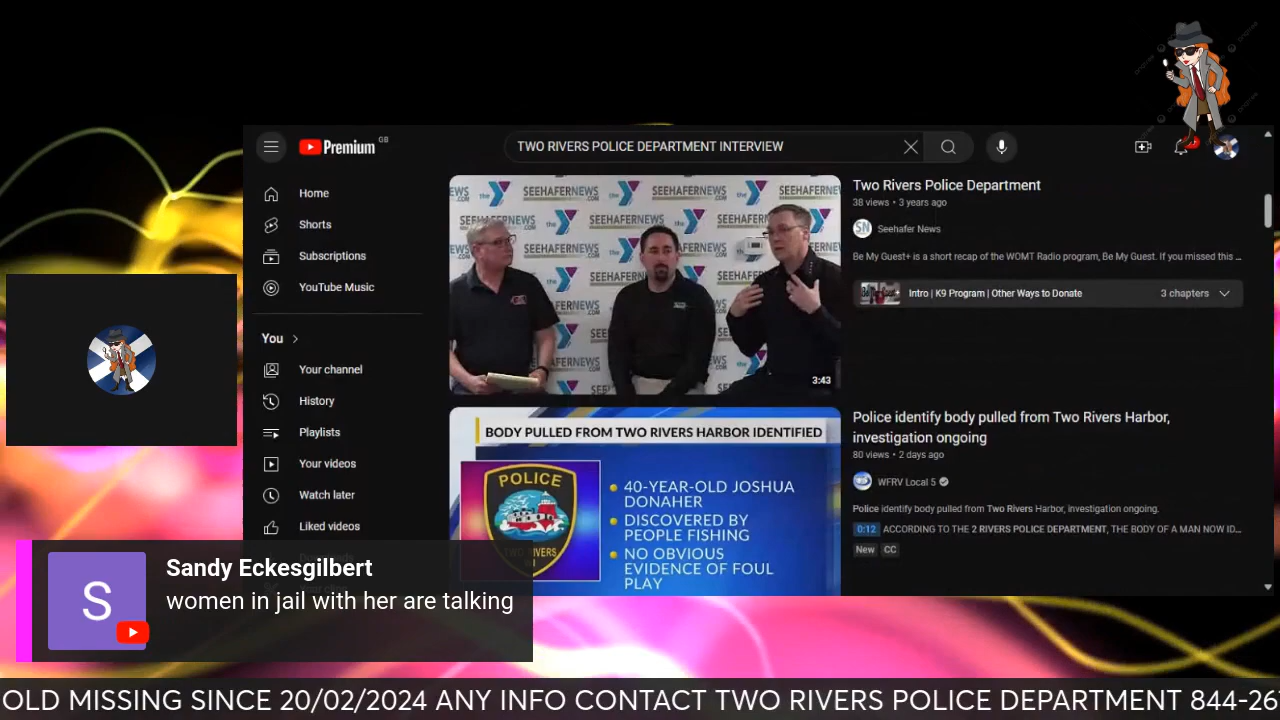 Premium GB
TWO RIVERS POLICE DEPARTMENT INTERVIEW
Home
Shorts
Subscriptions
YouTube Music
You
Your channel
History
Playlists
Your videos
Watch later
Liked videos
SEEHAFERNEWS
3:43
Two Rivers Police Department
38 views • 3 years ago
SN Seehafer News
Be My Guest+ is a short recap of the WOMT Radio program, Be My Guest. If you missed this ...
Intro | K9 Program | Other Ways to Donate 3 chapters
BODY PULLED FROM TWO RIVERS HARBOR IDENTIFIED
POLICE
TWO RIVERS
WI
40-YEAR-OLD JOSHUA
DONAHER
DISCOVERED BY
PEOPLE FISHING
NO OBVIOUS
EVIDENCE OF FOUL
PLAY
Police identify body pulled from Two Rivers Harbor,
investigation ongoing
80 views • 2 days ago
WFRV Local 5
Police identify body pulled from Two Rivers Harbor, investigation ongoing.
0:12 ACCORDING TO THE 2 RIVERS POLICE DEPARTMENT, THE BODY OF A MAN NOW ID...
New CC
S
Sandy Eckesgilbert
women in jail with her are talking
OLD MISSING SINCE 20/02/2024 ANY INFO CONTACT TWO RIVERS POLICE DEPARTMENT 844-26